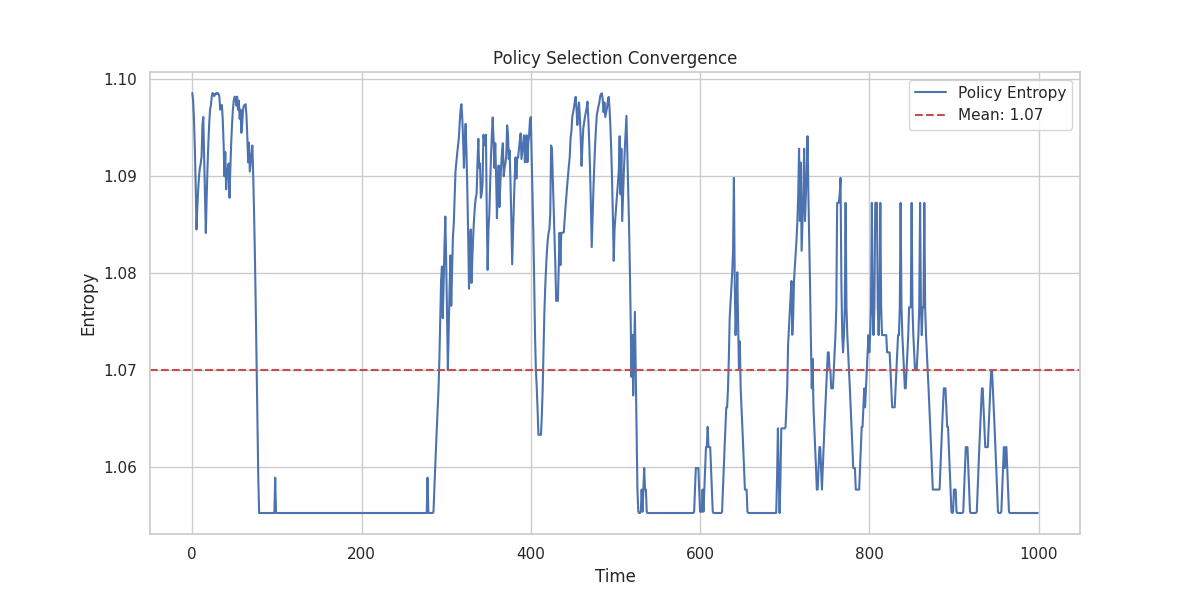 Policy Selection Convergence
Policy Entropy
Mean: 1.07
Entropy
1.10
1.09
1.08
1.07
1.06
0
200
400
600
800
1000
Time